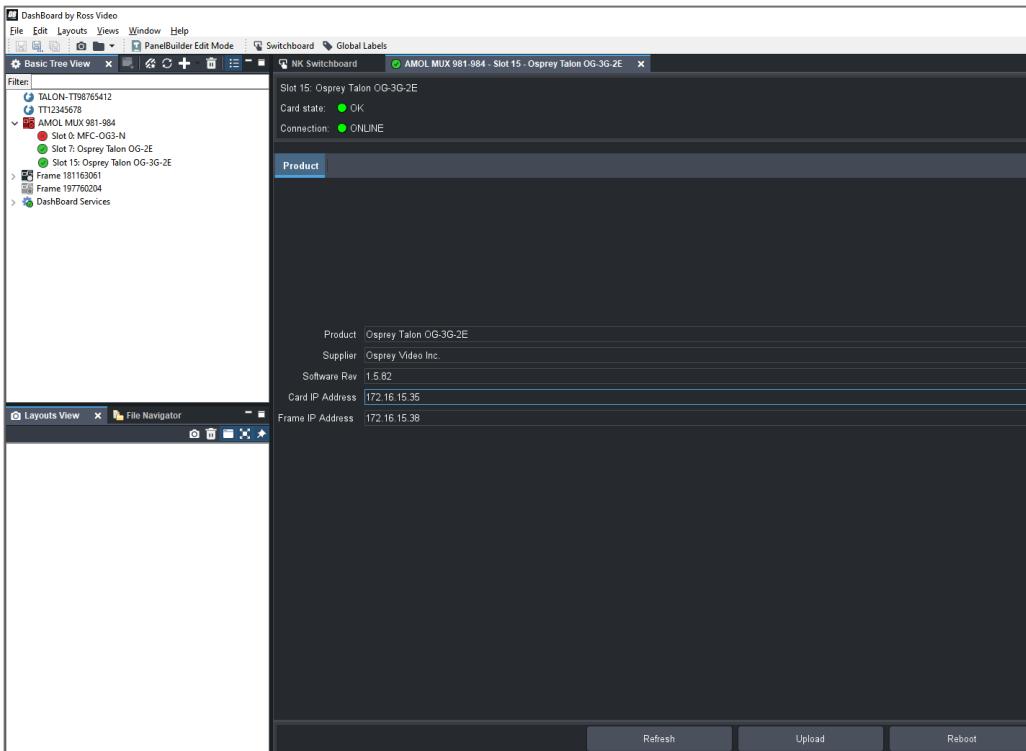 DashBoard by Ross Video
File Edit Layouts Views Window Help
PanelBuilder Edit Mode Switchboard Global Labels
Basic Tree View
Filter:
TALON-TT98765412
TT12345678
AMOL MUX 981-984
Slot 0: MFC-OG3-N
Slot 7: Osprey Talon OG-2E
Slot 15: Osprey Talon OG-3G-2E
Frame 181163061
Frame 197760204
DashBoard Services
Layouts View File Navigator
NK Switchboard AMOL MUX 981-984 - Slot 15 - Osprey Talon OG-3G-2E
Slot 15: Osprey Talon OG-3G-2E
Card state: OK
Connection: ONLINE
Product
Product Osprey Talon OG-3G-2E
Supplier Osprey Video Inc.
Software Rev 1.5.82
Card IP Address 172.16.15.35
Frame IP Address 172.16.15.38
Refresh Upload Reboot